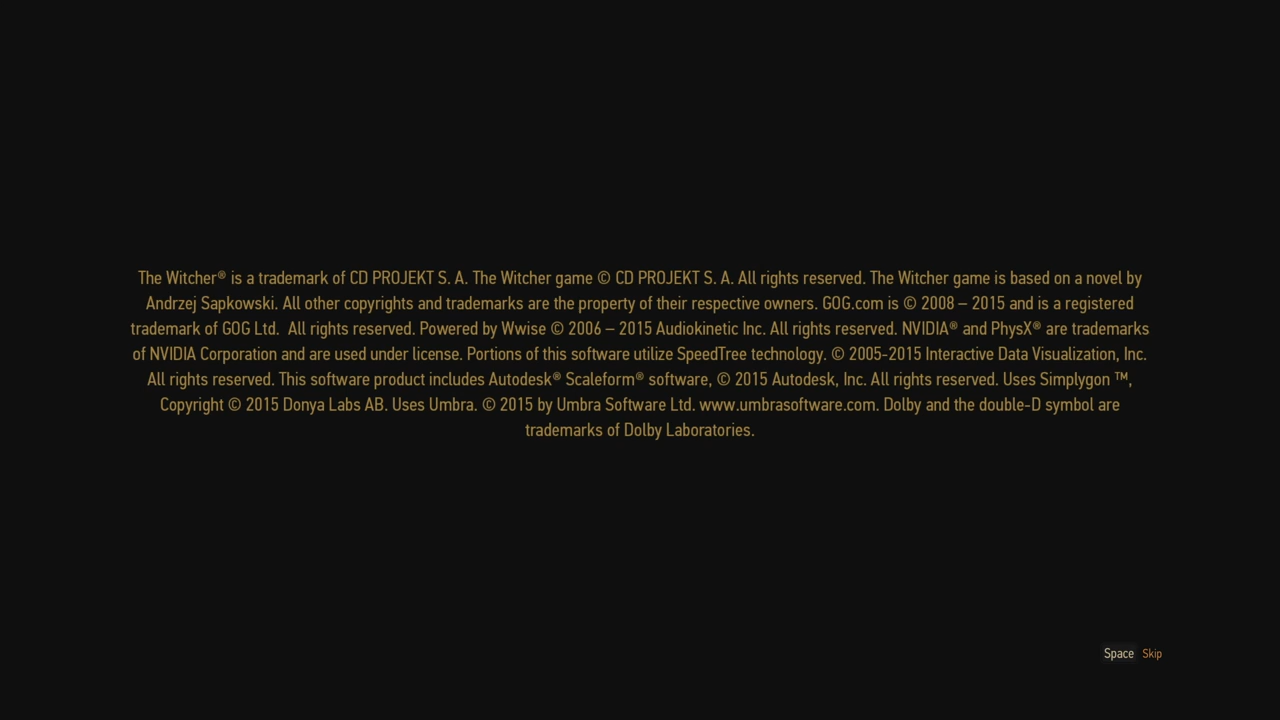 The Witcher® is a trademark of CD PROJEKT S. A. The Witcher game © CD PROJEKT S. A. All rights reserved. The Witcher game is based on a novel by
Andrzej Sapkowski. All other copyrights and trademarks are the property of their respective owners. GOG.com is © 2008 – 2015 and is a registered
trademark of GOG Ltd.  All rights reserved. Powered by Wwise © 2006 – 2015 Audiokinetic Inc. All rights reserved. NVIDIA® and PhysX® are trademarks
of NVIDIA Corporation and are used under license. Portions of this software utilize SpeedTree technology. © 2005-2015 Interactive Data Visualization, Inc.
All rights reserved. This software product includes Autodesk® Scaleform® software, © 2015 Autodesk, Inc. All rights reserved. Uses Simplygon ™,
Copyright © 2015 Donya Labs AB. Uses Umbra. © 2015 by Umbra Software Ltd. www.umbrasoftware.com. Dolby and the double-D symbol are
trademarks of Dolby Laboratories.
Space Skip